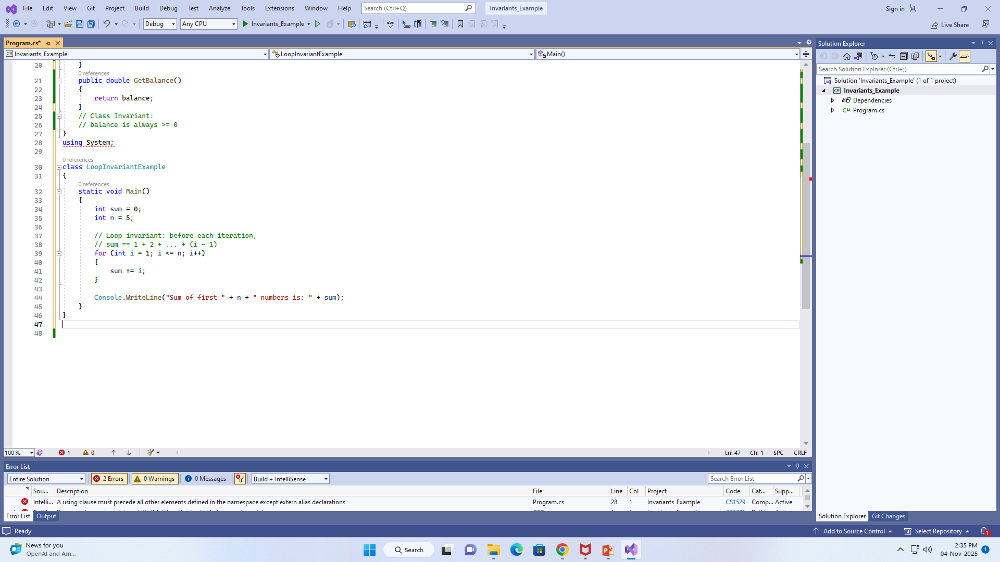 File Edit View Git Project Build Debug Test Analyze Tools Extensions Window Help Search (Ctrl+Q) Invariants_Example Sign in
Debug Any CPU Invariants_Example Live Share
Program.cs*
Invariants_Example LoopInvariantExample Main()
20 }
0 references
21 public double GetBalance()
22 {
23 return balance;
24 }
25 // Class Invariant:
26 // balance is always >= 0
27 }
28 using System;
29
0 references
30 class LoopInvariantExample
31 {
0 references
32 static void Main()
33 {
34 int sum = 0;
35 int n = 5;
36
37 // Loop invariant: before each iteration,
38 // sum == 1 + 2 + ... + (i - 1)
39 for (int i = 1; i <= n; i++)
40 {
41 sum += i;
42 }
43
44 Console.WriteLine("Sum of first " + n + " numbers is: " + sum);
45 }
46 }
47
48
100 % 1 0 Ln: 47 Ch: 1 SPC CRLF
Error List
Entire Solution 2 Errors 0 Warnings 0 Messages Build + IntelliSense Search Error List
Sou... Description File Line Col Project Code Cat... Supp...
Intelli... A using clause must precede all other elements defined in the namespace except extern alias declarations Program.cs 28 1 Invariants_Example CS1529 Comp... Active
Error List Output
Solution Explorer
Search Solution Explorer (Ctrl+;)
Solution 'Invariants_Example' (1 of 1 project)
Invariants_Example
Dependencies
C# Program.cs
Solution Explorer Git Changes
Ready Add to Source Control Select Repository 1
News for you
OpenAI and Am...
Search
2:35 PM
04-Nov-2025 1